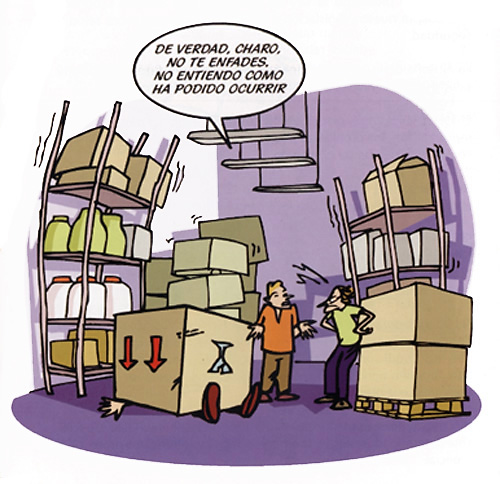 DE VERDAD, CHARO,
NO TE ENFADES.
NO ENTIENDO COMO
HA PODIDO OCURRIR